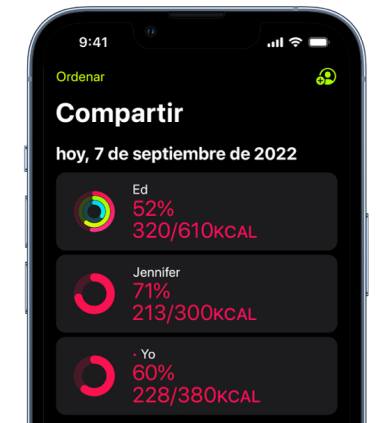 9:41
Ordenar
Compartir
hoy, 7 de septiembre de 2022
Ed
52%
320/610KCAL
Jennifer
71%
213/300KCAL
· Yo
60%
228/380KCAL